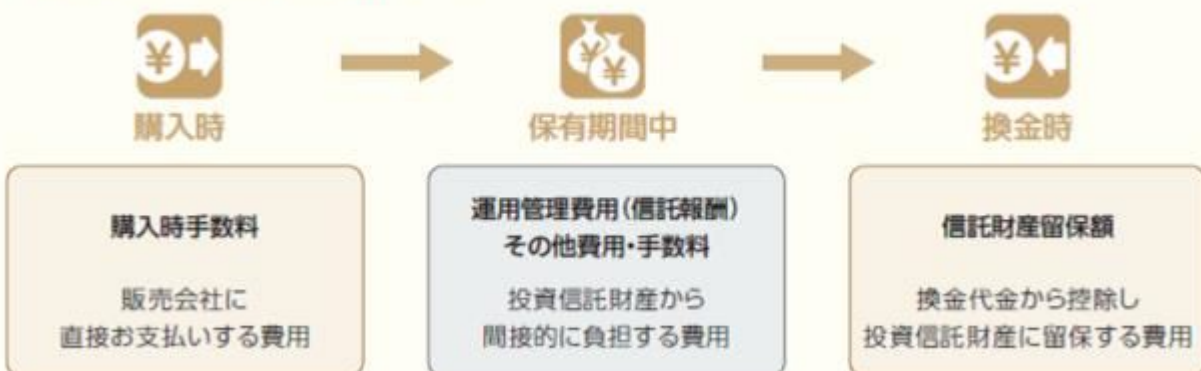 購入時
保有期間中
換金時
購入時手数料
販売会社に
直接お支払いする費用
運用管理費用(信託報酬)
その他費用・手数料
投資信託財産から
間接的に負担する費用
信託財産留保額
換金代金から控除し
投資信託財産に留保する費用